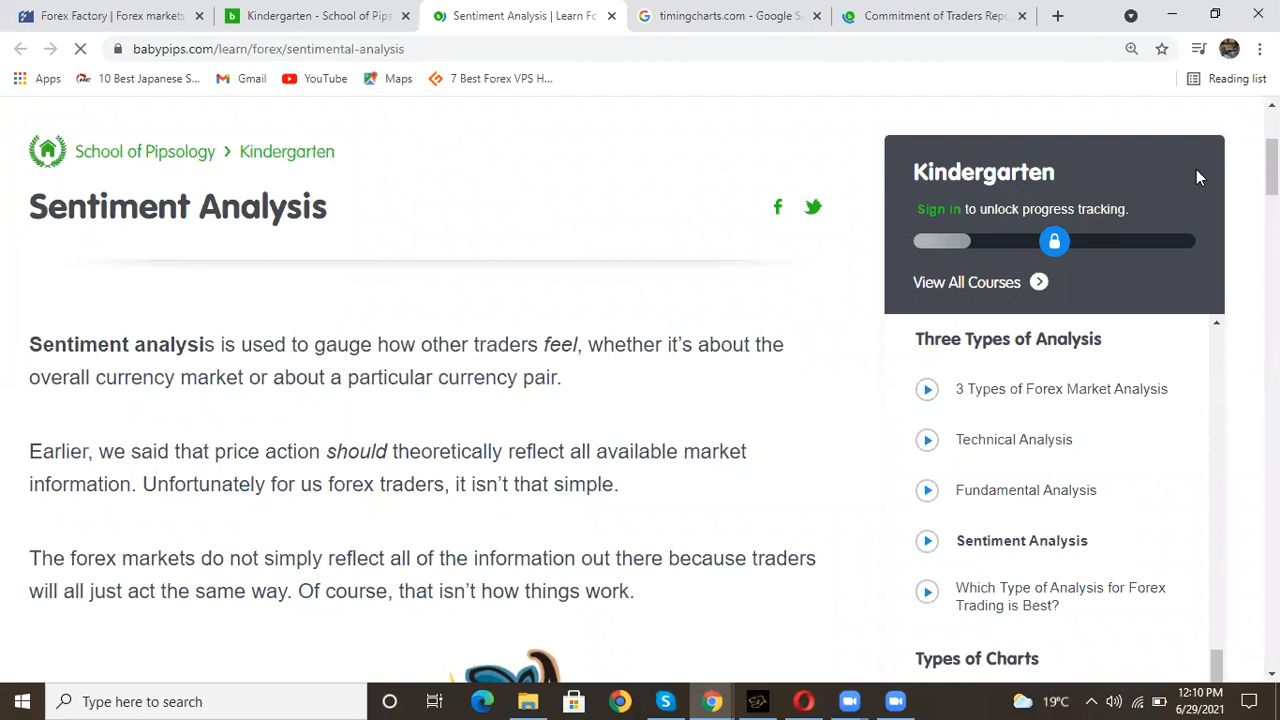 Forex Factory | Forex markets
Kindergarten - School of Pips
Sentiment Analysis | Learn Fo
timingcharts.com - Google Se
Commitment of Traders Repo
babypips.com/learn/forex/sentimental-analysis
Apps
10 Best Japanese S...
Gmail
YouTube
Maps
7 Best Forex VPS H...
Reading list
School of Pipsology > Kindergarten
Sentiment Analysis
Sentiment analysis is used to gauge how other traders feel, whether it's about the
overall currency market or about a particular currency pair.
Earlier, we said that price action should theoretically reflect all available market
information. Unfortunately for us forex traders, it isn't that simple.
The forex markets do not simply reflect all of the information out there because traders
will all just act the same way. Of course, that isn't how things work.
Kindergarten
Sign in to unlock progress tracking.
View All Courses
Three Types of Analysis
3 Types of Forex Market Analysis
Technical Analysis
Fundamental Analysis
Sentiment Analysis
Which Type of Analysis for Forex
Trading is Best?
Types of Charts
Type here to search
19°C
12:10 PM
6/29/2021